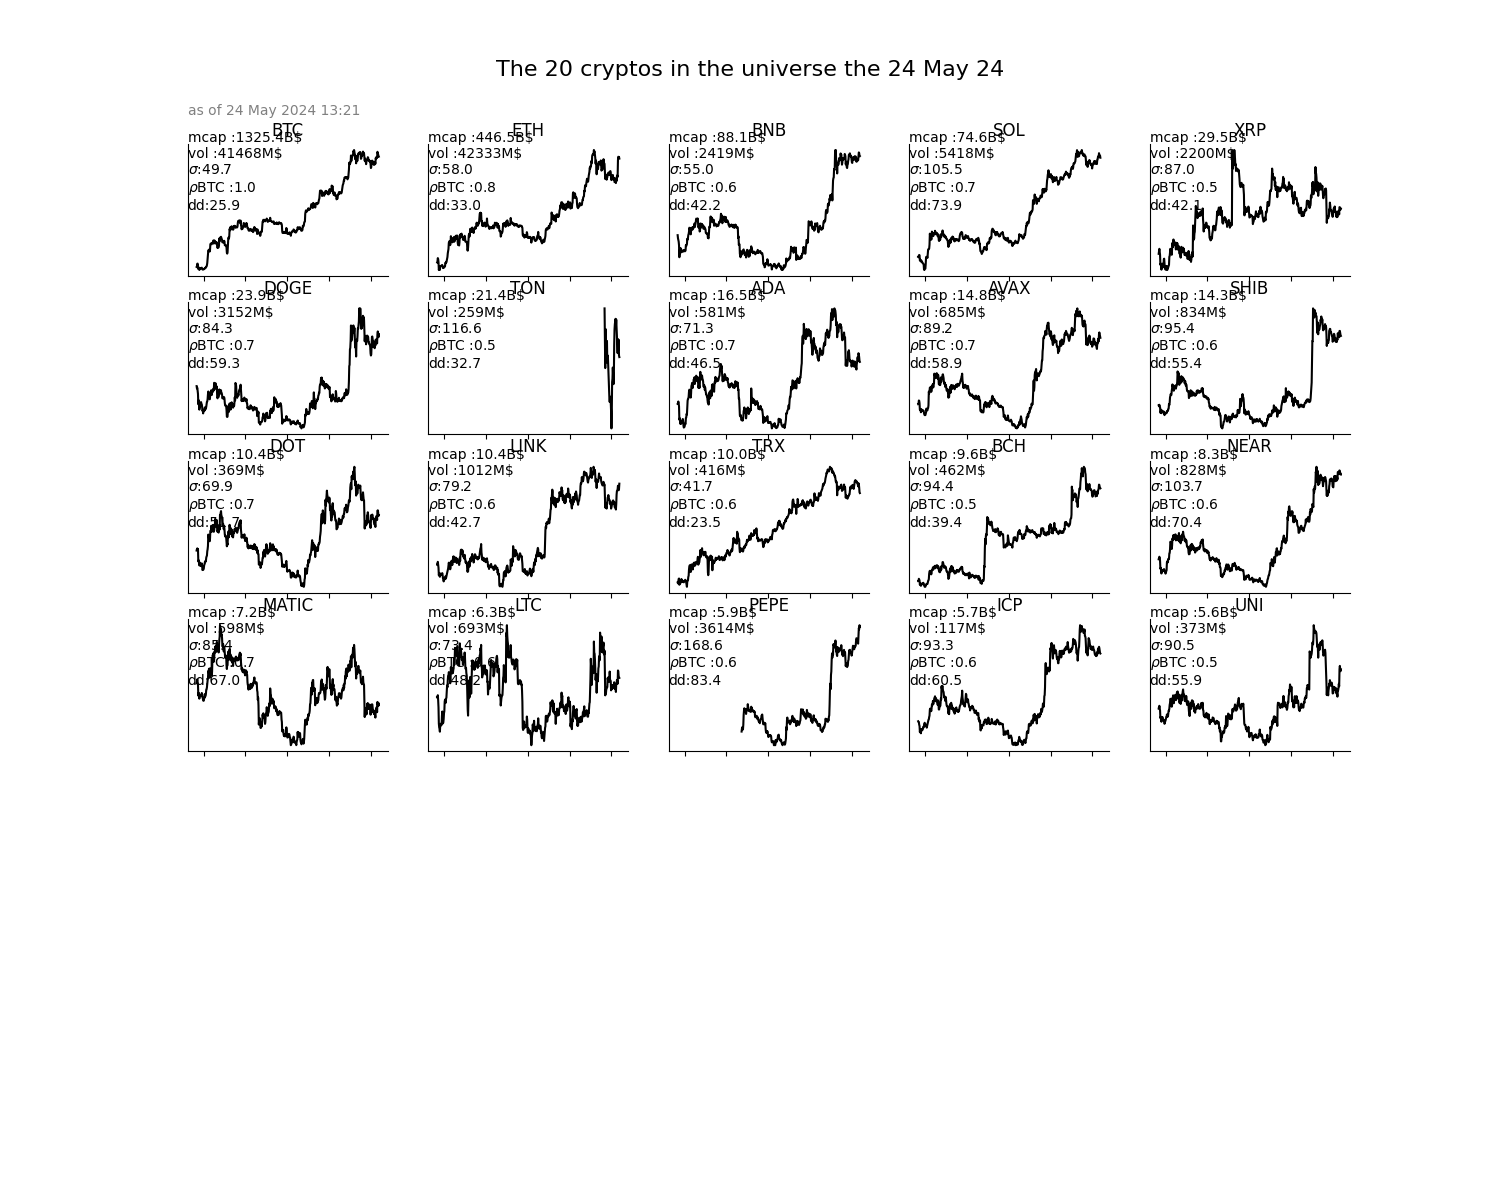 The 20 cryptos in the universe the 24 May 24
as of 24 May 2024 13:21
BTC
mcap :1325.4B$
vol :41468M$
σ:49.7
ρBTC :1.0
dd:25.9
ETH
mcap :446.5B$
vol :42333M$
σ:58.0
ρBTC :0.8
dd:33.0
BNB
mcap :88.1B$
vol :2419M$
σ:55.0
ρBTC :0.6
dd:42.2
SOL
mcap :74.6B$
vol :5418M$
σ:105.5
ρBTC :0.7
dd:73.9
XRP
mcap :29.5B$
vol :2200M$
σ:87.0
ρBTC :0.5
dd:42.1
DOGE
mcap :23.9B$
vol :3152M$
σ:84.3
ρBTC :0.7
dd:59.3
TON
mcap :21.4B$
vol :259M$
σ:116.6
ρBTC :0.5
dd:32.7
ADA
mcap :16.5B$
vol :581M$
σ:71.3
ρBTC :0.7
dd:46.5
AVAX
mcap :14.8B$
vol :685M$
σ:89.2
ρBTC :0.7
dd:58.9
SHIB
mcap :14.3B$
vol :834M$
σ:95.4
ρBTC :0.6
dd:55.4
DOT
mcap :10.4B$
vol :369M$
σ:69.9
ρBTC :0.7
LINK
mcap :10.4B$
vol :1012M$
σ:79.2
ρBTC :0.6
dd:42.7
TRX
mcap :10.0B$
vol :416M$
σ:41.7
ρBTC :0.6
dd:23.5
BCH
mcap :9.6B$
vol :462M$
σ:94.4
ρBTC :0.5
dd:39.4
NEAR
mcap :8.3B$
vol :828M$
σ:103.7
ρBTC :0.6
dd:70.4
MATIC
mcap :7.2B$
vol :598M$
σ:85.4
ρBTC :0.7
dd:67.0
LTC
mcap :6.3B$
vol :693M$
σ:73.4
ρBTC
dd:48.2
PEPE
mcap :5.9B$
vol :3614M$
σ:168.6
ρBTC :0.6
dd:83.4
ICP
mcap :5.7B$
vol :117M$
σ:93.3
ρBTC :0.6
dd:60.5
UNI
mcap :5.6B$
vol :373M$
σ:90.5
ρBTC :0.5
dd:55.9